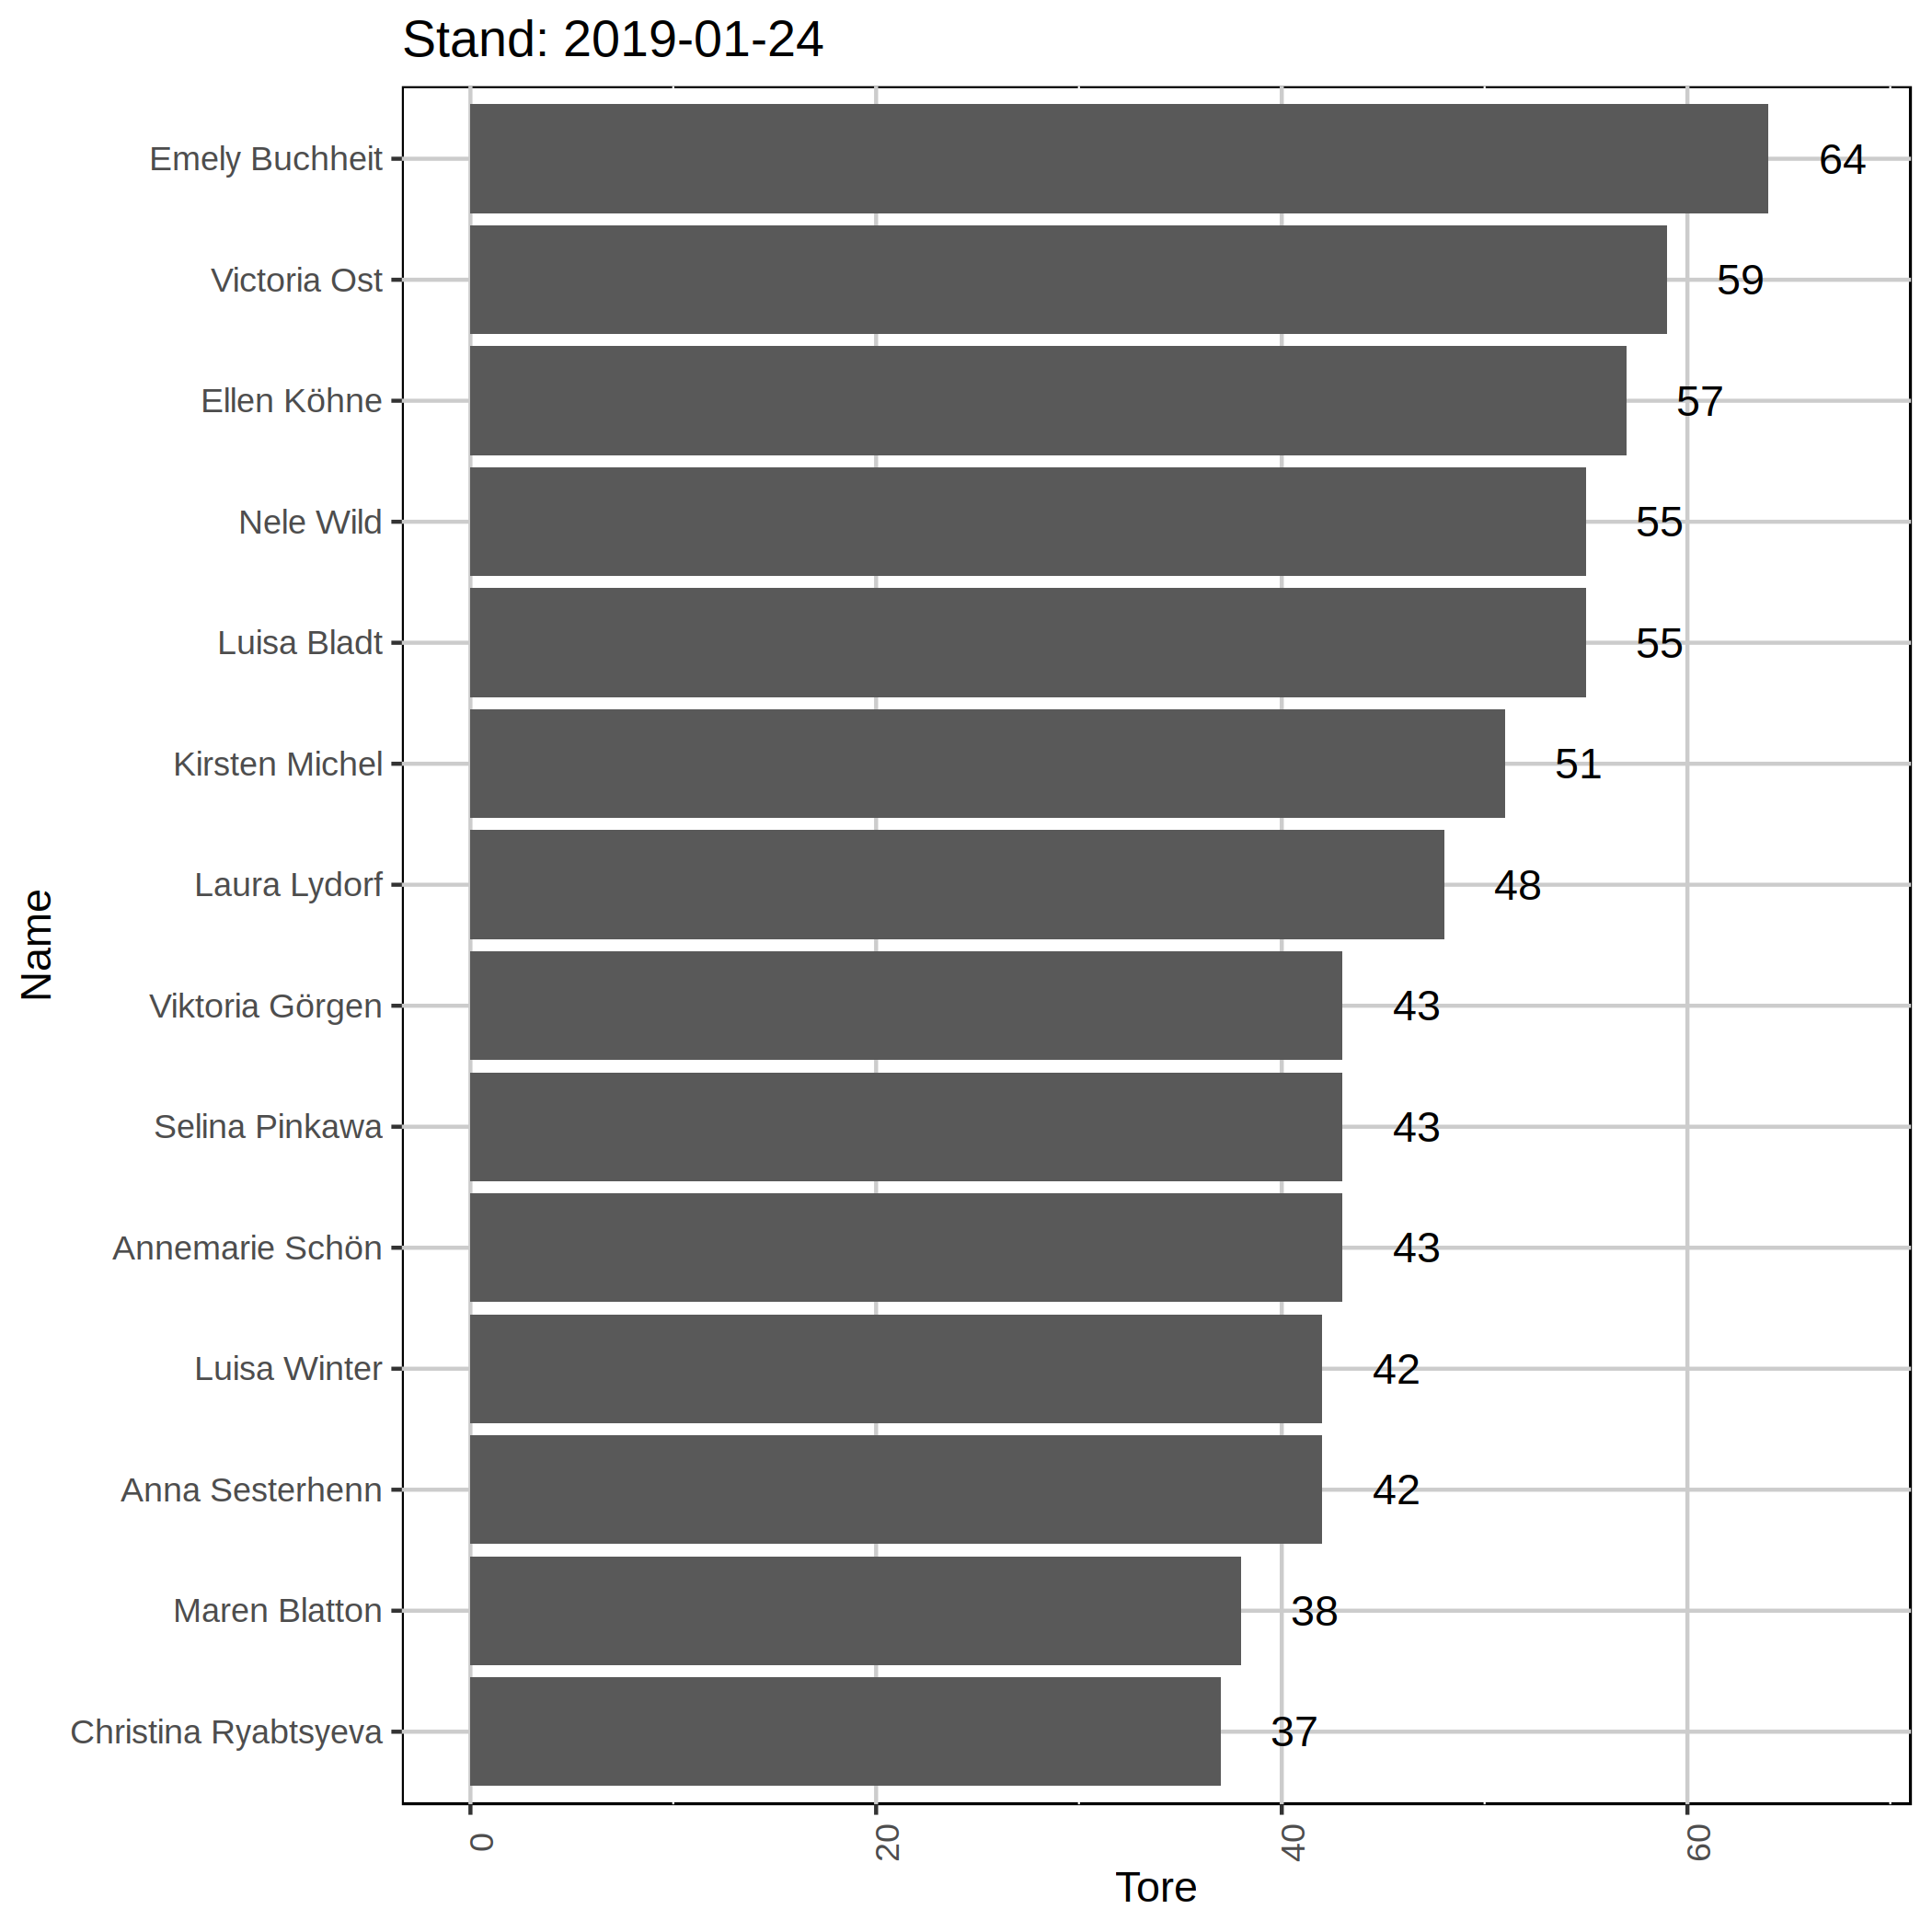 Stand: 2019-01-24
Emely Buchheit 64
Victoria Ost 59
Ellen Köhne 57
Nele Wild 55
Luisa Bladt 55
Kirsten Michel 51
Laura Lydorf 48
Viktoria Görgen 43
Selina Pinkawa 43
Annemarie Schön 43
Luisa Winter 42
Anna Sesterhenn 42
Maren Blatton 38
Christina Ryabtsyeva 37
Name
0 20 40 60
Tore